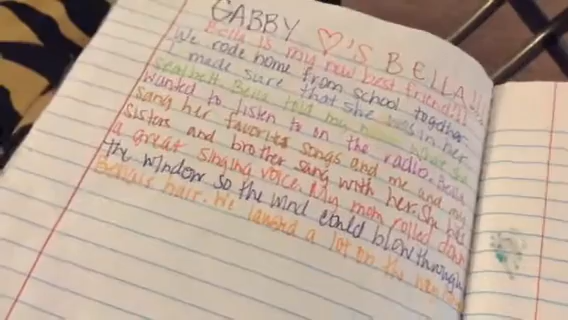 GABBY ♡'S BELLA!!!
Bella is my new best friend!!!
We rode home from school together.
I made sure that she was in her
seatbelt. Bella told my
wanted to listen to on the radio. Bella
sang her favorite songs and me and my
sisters and brother sang with her. She has
a great singing voice. My mom rolled down
the window so the wind could blow through
Bella's hair. We laughed a lot on the